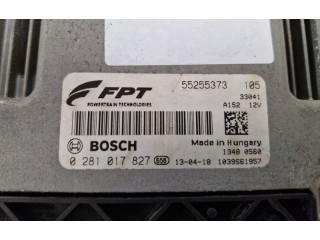 FPT 55255373 105
POWERTRAIN TECHNOLOGIES 33041
A152 12V
BOSCH Made in Hungary
1348 0560
0 281 017 827 656 13-04-18 1039S61957